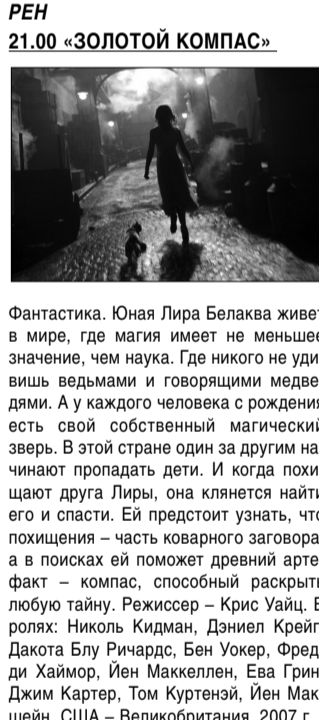 РЕН
21.00 «ЗОЛОТОЙ КОМПАС»
Фантастика. Юная Лира Белаква живет
в мире, где магия имеет не меньшее
значение, чем наука. Где никого не уди-
вишь ведьмами и говорящими медве-
дями. А у каждого человека с рождения
есть свой собственный магический
зверь. В этой стране один за другим на-
чинают пропадать дети. И когда похи-
щают друга Лиры, она клянется найти
его и спасти. Ей предстоит узнать, что
похищения – часть коварного заговора,
а в поисках ей поможет древний арте-
факт – компас, способный раскрыть
любую тайну. Режиссер – Крис Уайц. В
ролях: Николь Кидман, Дэниел Крейг,
Дакота Блу Ричардс, Бен Уокер, Фред-
ди Хаймор, Йен Маккеллен, Ева Грин,
Джим Картер, Том Куртенэй, Йен Мак-
шейн. США – Великобритания, 2007 г.